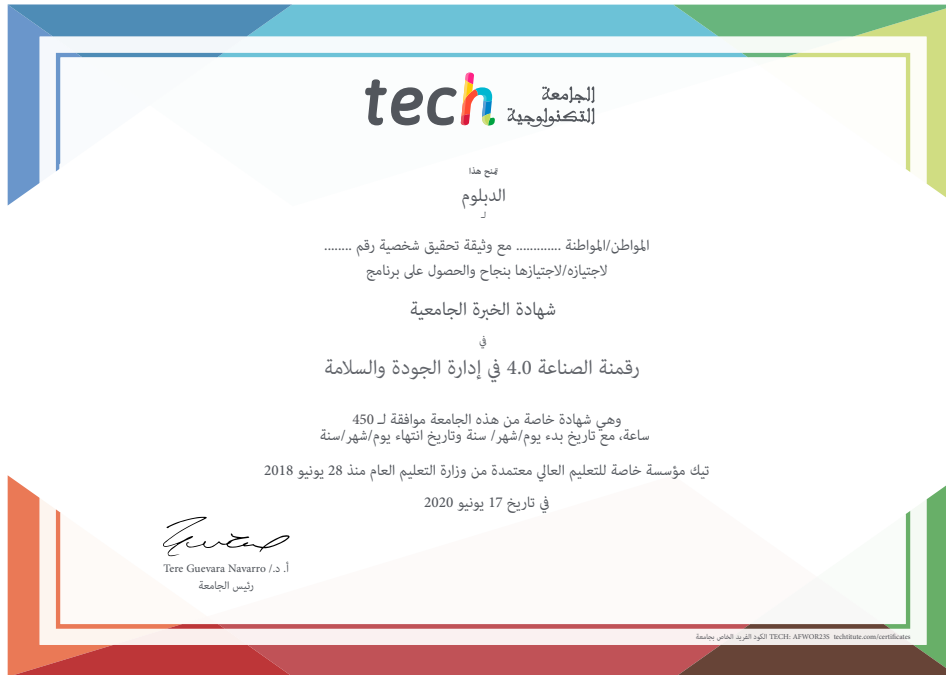 tech الجامعة
التكنولوجية
تمنح هذا
الدبلوم
لـ
المواطن/المواطنة ............. مع وثيقة تحقيق شخصية رقم ........
لاجتيازه/لاجتيازها بنجاح والحصول على برنامج
شهادة الخبرة الجامعية
في
رقمنة الصناعة 4.0 في إدارة الجودة والسلامة
وهي شهادة خاصة من هذه الجامعة موافقة لـ 450
ساعة، مع تاريخ بدء يوم/شهر/ سنة وتاريخ انتهاء يوم/شهر/سنة
تيك مؤسسة خاصة للتعليم العالي معتمدة من وزارة التعليم العام منذ 28 يونيو 2018
في تاريخ 17 يونيو 2020
أ. د./ Tere Guevara Navarro
رئيس الجامعة
الكود الفريد الخاص بجامعة TECH: AFWOR23S techtitute.com/certificates